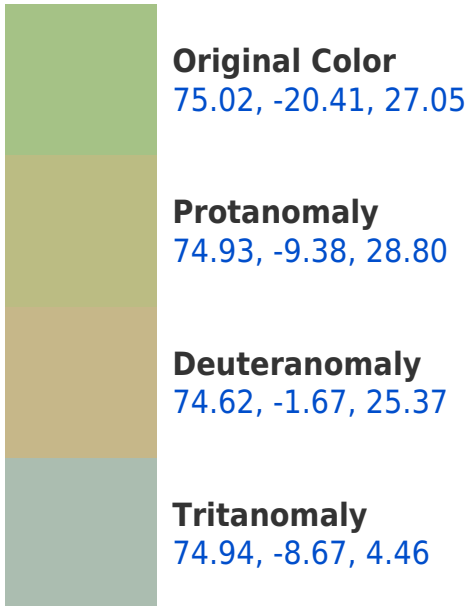 Original Color
75.02, -20.41, 27.05
Protanomaly
74.93, -9.38, 28.80
Deuteranomaly
74.62, -1.67, 25.37
Tritanomaly
74.94, -8.67, 4.46